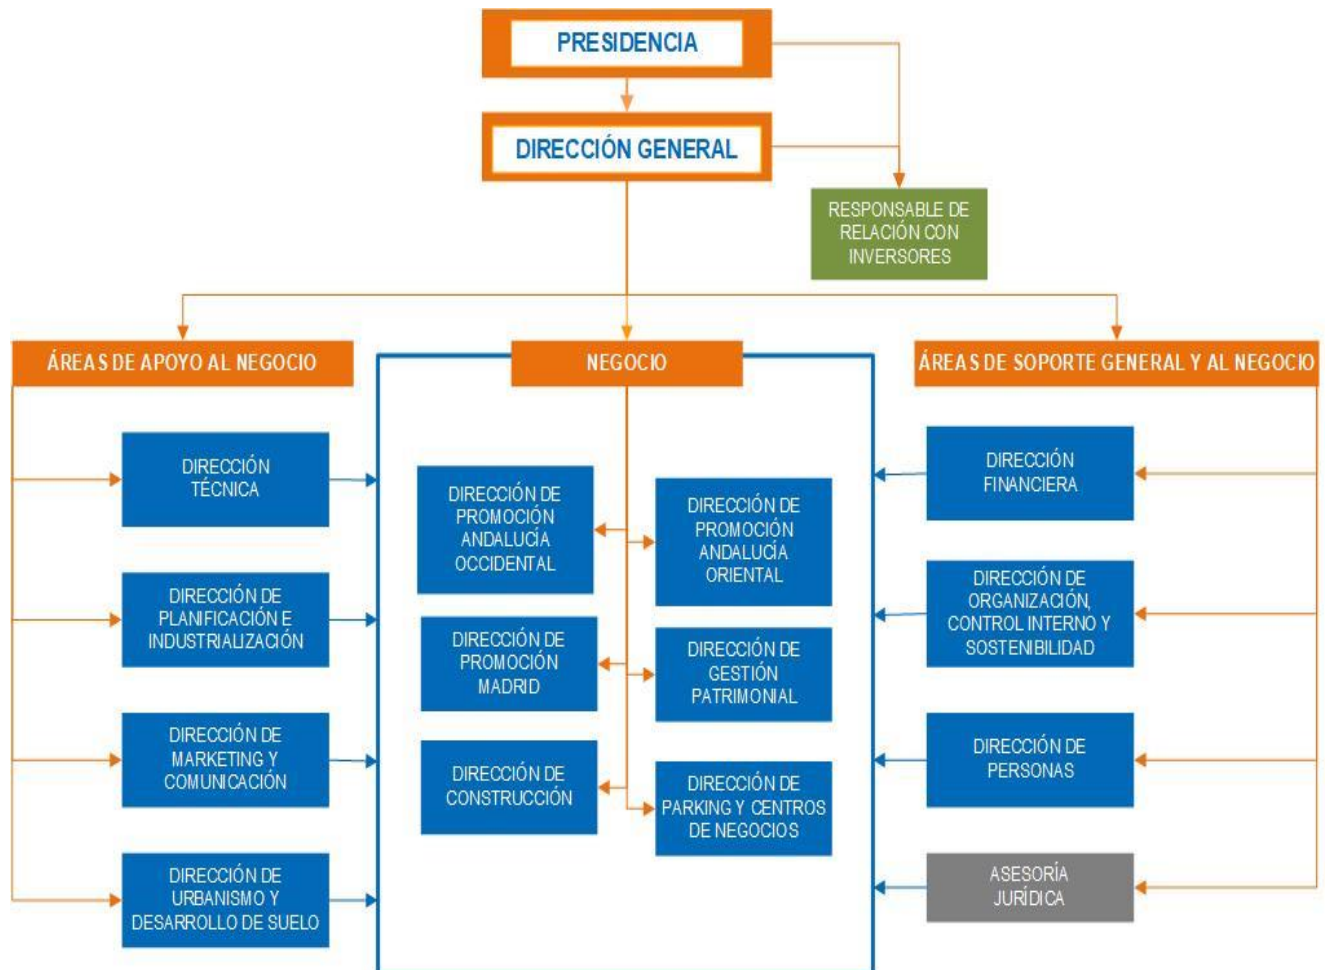 PRESIDENCIA
DIRECCIÓN GENERAL
RESPONSABLE DE
RELACIÓN CON
INVERSORES
ÁREAS DE APOYO AL NEGOCIO
NEGOCIO
ÁREAS DE SOPORTE GENERAL Y AL NEGOCIO
DIRECCIÓN
TÉCNICA
DIRECCIÓN DE
PLANIFICACIÓN E
INDUSTRIALIZACIÓN
DIRECCIÓN DE
MARKETING Y
COMUNICACIÓN
DIRECCIÓN DE
URBANISMO Y
DESARROLLO DE SUELO
DIRECCIÓN DE
PROMOCIÓN
ANDALUCÍA
OCCIDENTAL
DIRECCIÓN DE
PROMOCIÓN
ANDALUCÍA
ORIENTAL
DIRECCIÓN DE
PROMOCIÓN
MADRID
DIRECCIÓN DE
GESTIÓN
PATRIMONIAL
DIRECCIÓN DE
CONSTRUCCIÓN
DIRECCIÓN DE
PARKING Y CENTROS
DE NEGOCIOS
DIRECCIÓN
FINANCIERA
DIRECCIÓN DE
ORGANIZACIÓN,
CONTROL INTERNO Y
SOSTENIBILIDAD
DIRECCIÓN DE
PERSONAS
ASESORÍA
JURÍDICA